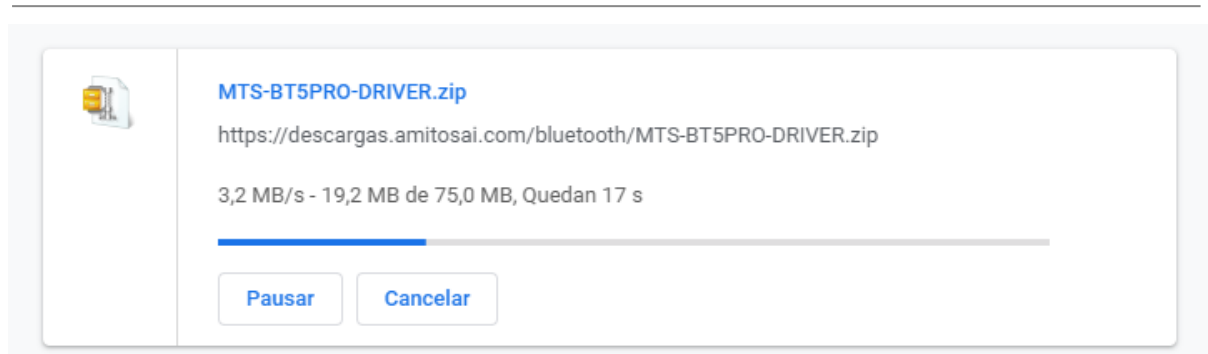 MTS-BT5PRO-DRIVER.zip
https://descargas.amitosai.com/bluetooth/MTS-BT5PRO-DRIVER.zip
3,2 MB/s - 19,2 MB de 75,0 MB, Quedan 17 s
Pausar Cancelar